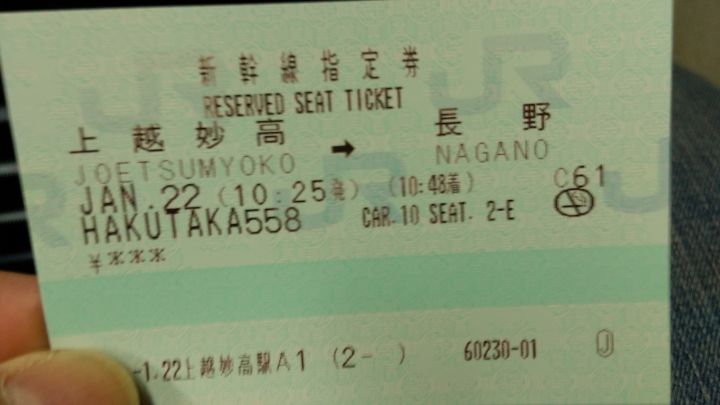 新幹線指定券
RESERVED SEAT TICKET
上越妙高 ➡ 長野
JOETSUMYOKO NAGANO
JAN.22 (10:25発) (10:48着) C61
HAKUTAKA558 CAR.10 SEAT. 2-E
¥***
-1.22上越妙高駅A1 (2- ) 60230-01 Ⓙ